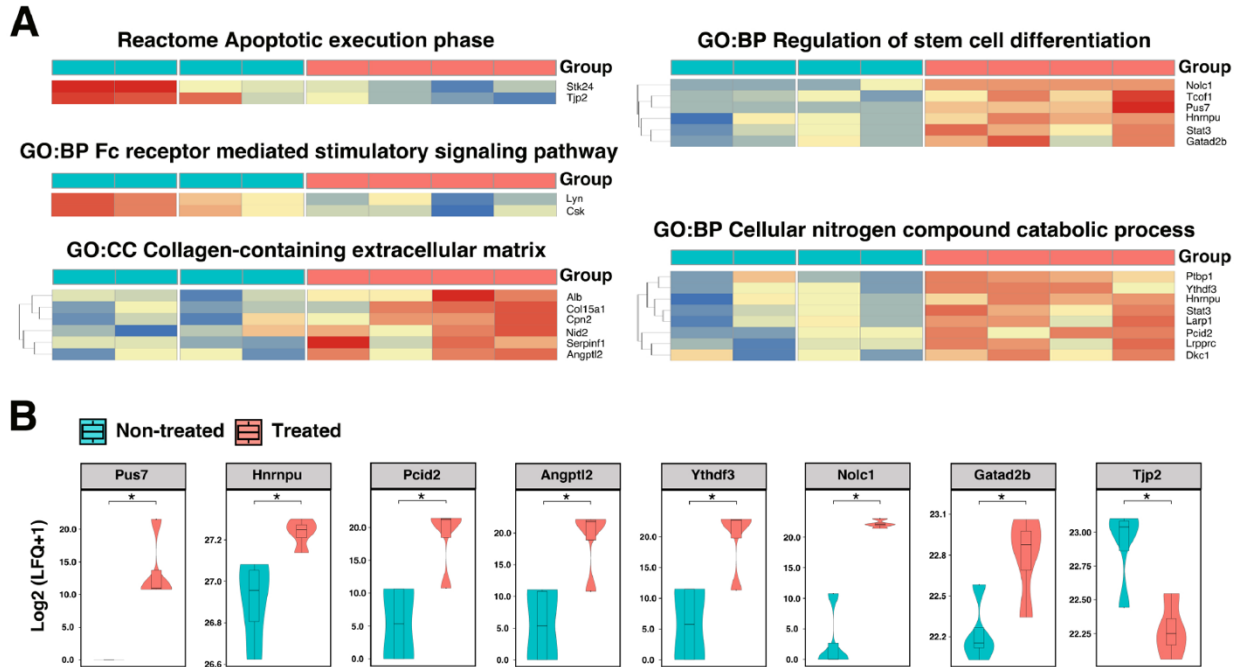 A
Reactome Apoptotic execution phase
Group
Stk24
Tjp2
GO:BP Fc receptor mediated stimulatory signaling pathway
Group
Lyn
Csk
GO:CC Collagen-containing extracellular matrix
Group
Alb
Col15a1
Cpn2
Nid2
Serpinf1
Angptl2
GO:BP Regulation of stem cell differentiation
Group
Nolc1
Tcof1
Pus7
Hnrnpu
Stat3
Gatad2b
GO:BP Cellular nitrogen compound catabolic process
Group
Ptbp1
Ythdf3
Hnrnpu
Stat3
Larp1
Pcid2
Lrpprc
Dkc1
B
Non-treated Treated
Log2 (LFQ+1)
Pus7
*
20.0
15.0
10.0
5.0
0.0
Hnrnpu
*
27.2
27.0
26.8
26.6
Pcid2
*
20.0
15.0
10.0
5.0
0.0
Angptl2
*
20.0
15.0
10.0
5.0
0.0
Ythdf3
*
20.0
15.0
10.0
5.0
0.0
Nolc1
*
20.0
15.0
10.0
5.0
0.0
Gatad2b
*
23.1
22.8
22.5
22.2
Tjp2
*
23.00
22.75
22.50
22.25